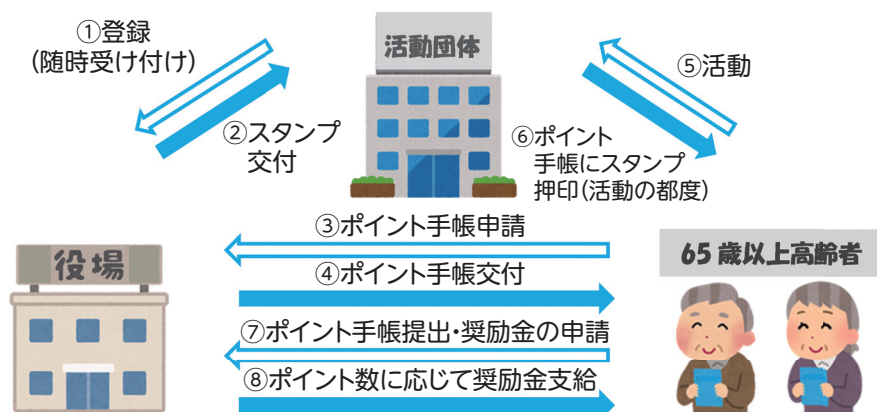 ①登録
(随時受け付け)
活動団体
⑤活動
②スタンプ
交付
⑥ポイント
手帳にスタンプ
押印(活動の都度)
③ポイント手帳申請
役場
65歳以上高齢者
④ポイント手帳交付
⑦ポイント手帳提出・奨励金の申請
⑧ポイント数に応じて奨励金支給